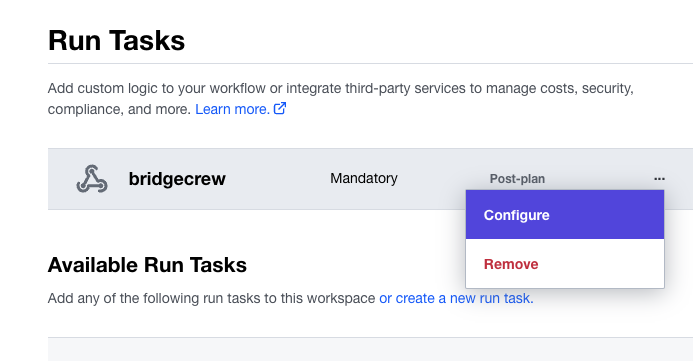 Run Tasks
Add custom logic to your workflow or integrate third-party services to manage costs, security,
compliance, and more. Learn more.
bridgecrew Mandatory Post-plan ···
Configure
Remove
Available Run Tasks
Add any of the following run tasks to this workspace or create a new run task.